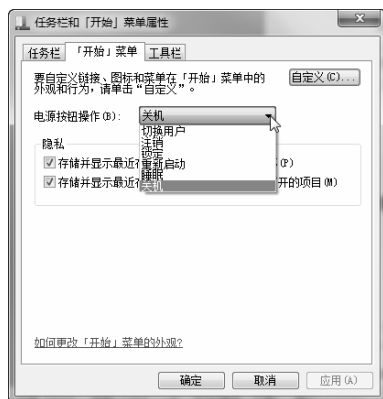 任务栏和「开始」菜单属性
任务栏 「开始」菜单 工具栏
要自定义链接、图标和菜单在「开始」菜单中的
外观和行为，请单击“自定义”。
自定义(C)...
电源按钮操作(B): 关机
切换用户
注销
锁定
重新启动
睡眠
关机
隐私
存储并显示最近 (P)
存储并显示最近 开的项目(M)
如何更改「开始」菜单的外观?
确定 取消 应用(A)